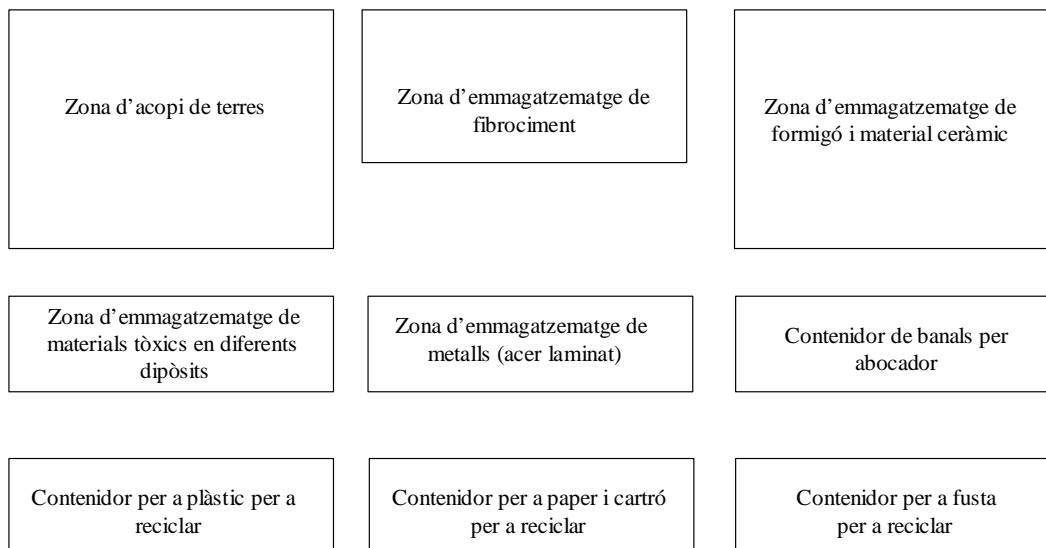 Zona d’acopi de terres
Zona d’emmagatzematge de
fibrociment
Zona d’emmagatzematge de
formigó i material ceràmic
Zona d’emmagatzematge de
materials tòxics en diferents
dipòsits
Zona d’emmagatzematge de
metalls (acer laminat)
Contenidor de banals per
abocador
Contenidor per a plàstic per a
reciclar
Contenidor per a paper i cartró
per a reciclar
Contenidor per a fusta
per a reciclar